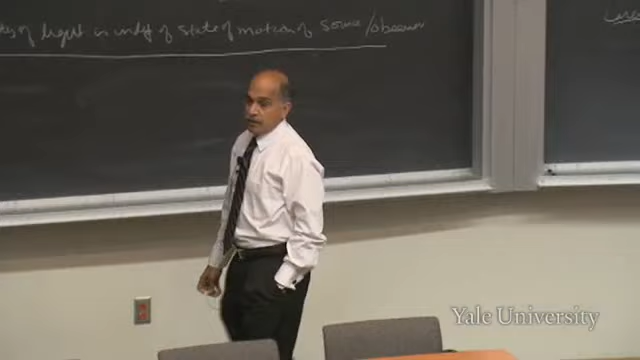 of light is indep of state of motion of source/observer
Yale University